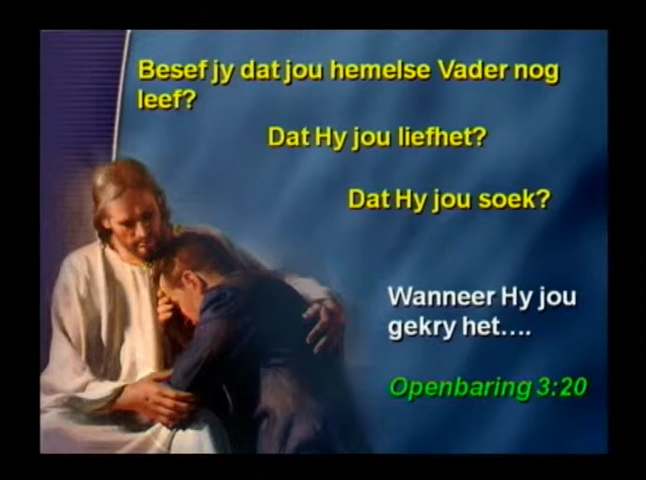 Besef jy dat jou hemelse Vader nog
leef?
Dat Hy jou liefhet?
Dat Hy jou soek?
Wanneer Hy jou
gekry het....
Openbaring 3:20